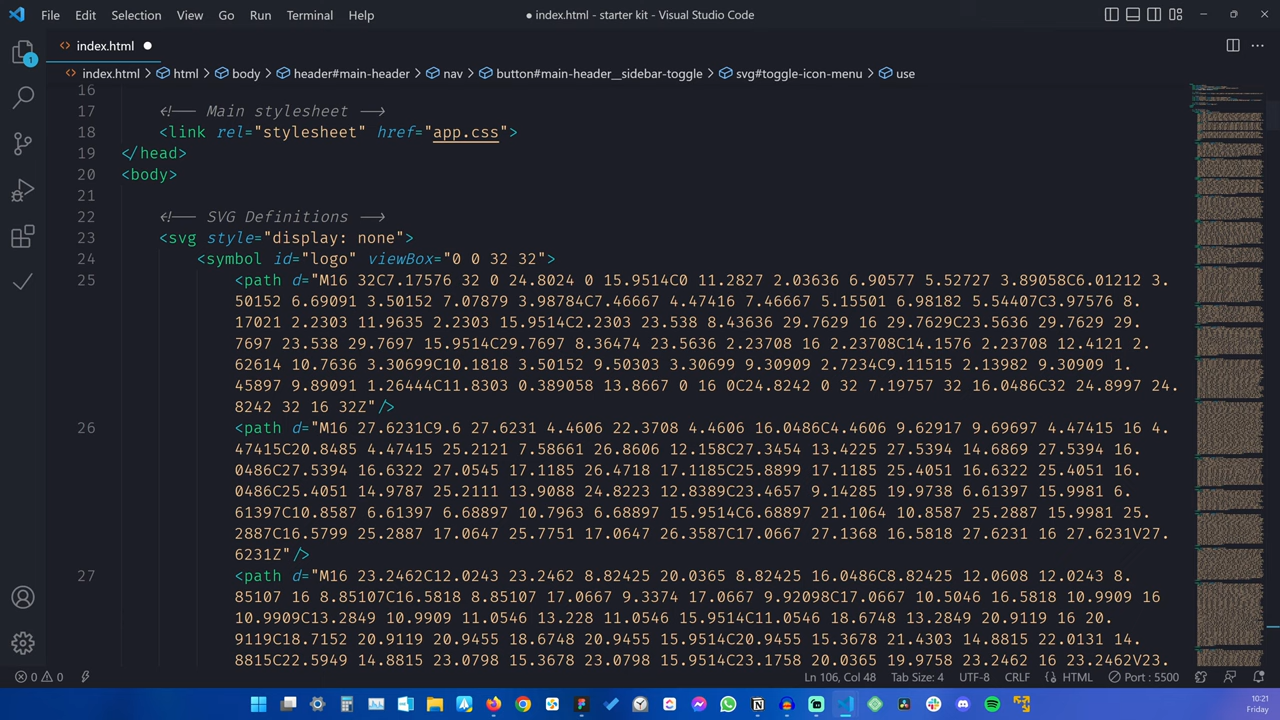 File Edit Selection View Go Run Terminal Help ● index.html - starter kit - Visual Studio Code
index.html ●
index.html > html > body > header#main-header > nav > button#main-header__sidebar-toggle > svg#toggle-icon-menu > use
16
17 <!-- Main stylesheet -->
18 <link rel="stylesheet" href="app.css">
19 </head>
20 <body>
21
22 <!-- SVG Definitions -->
23 <svg style="display: none">
24 <symbol id="logo" viewBox="0 0 32 32">
25 <path d="M16 32C7.17576 32 0 24.8024 0 15.9514C0 11.2827 2.03636 6.90577 5.52727 3.89058C6.01212 3.
50152 6.69091 3.50152 7.07879 3.98784C7.46667 4.47416 7.46667 5.15501 6.98182 5.54407C3.97576 8.
17021 2.2303 11.9635 2.2303 15.9514C2.2303 23.538 8.43636 29.7629 16 29.7629C23.5636 29.7629 29.
7697 23.538 29.7697 15.9514C29.7697 8.36474 23.5636 2.23708 16 2.23708C14.1576 2.23708 12.4121 2.
62614 10.7636 3.30699C10.1818 3.50152 9.50303 3.30699 9.30909 2.7234C9.11515 2.13982 9.30909 1.
45897 9.89091 1.26444C11.8303 0.389058 13.8667 0 16 0C24.8242 0 32 7.19757 32 16.0486C32 24.8997 24.
8242 32 16 32Z"/>
26 <path d="M16 27.6231C9.6 27.6231 4.4606 22.3708 4.4606 16.0486C4.4606 9.62917 9.69697 4.47415 16 4.
47415C20.8485 4.47415 25.2121 7.58661 26.8606 12.158C27.3454 13.4225 27.5394 14.6869 27.5394 16.
0486C27.5394 16.6322 27.0545 17.1185 26.4718 17.1185C25.8899 17.1185 25.4051 16.6322 25.4051 16.
0486C25.4051 14.9787 25.2111 13.9088 24.8223 12.8389C23.4657 9.14285 19.9738 6.61397 15.9981 6.
61397C10.8587 6.61397 6.68897 10.7963 6.68897 15.9514C6.68897 21.1064 10.8587 25.2887 15.9981 25.
2887C16.5799 25.2887 17.0647 25.7751 17.0647 26.3587C17.0667 27.1368 16.5818 27.6231 16 27.6231V27.
6231Z"/>
27 <path d="M16 23.2462C12.0243 23.2462 8.82425 20.0365 8.82425 16.0486C8.82425 12.0608 12.0243 8.
85107 16 8.85107C16.5818 8.85107 17.0667 9.3374 17.0667 9.92098C17.0667 10.5046 16.5818 10.9909 16
10.9909C13.2849 10.9909 11.0546 13.228 11.0546 15.9514C11.0546 18.6748 13.2849 20.9119 16 20.
9119C18.7152 20.9119 20.9455 18.6748 20.9455 15.9514C20.9455 15.3678 21.4303 14.8815 22.0131 14.
8815C22.5949 14.8815 23.0798 15.3678 23.0798 15.9514C23.1758 20.0365 19.9758 23.2462 16 23.2462V23.
0 0 Ln 106, Col 48 Tab Size: 4 UTF-8 CRLF HTML Port : 5500
10:21
Friday